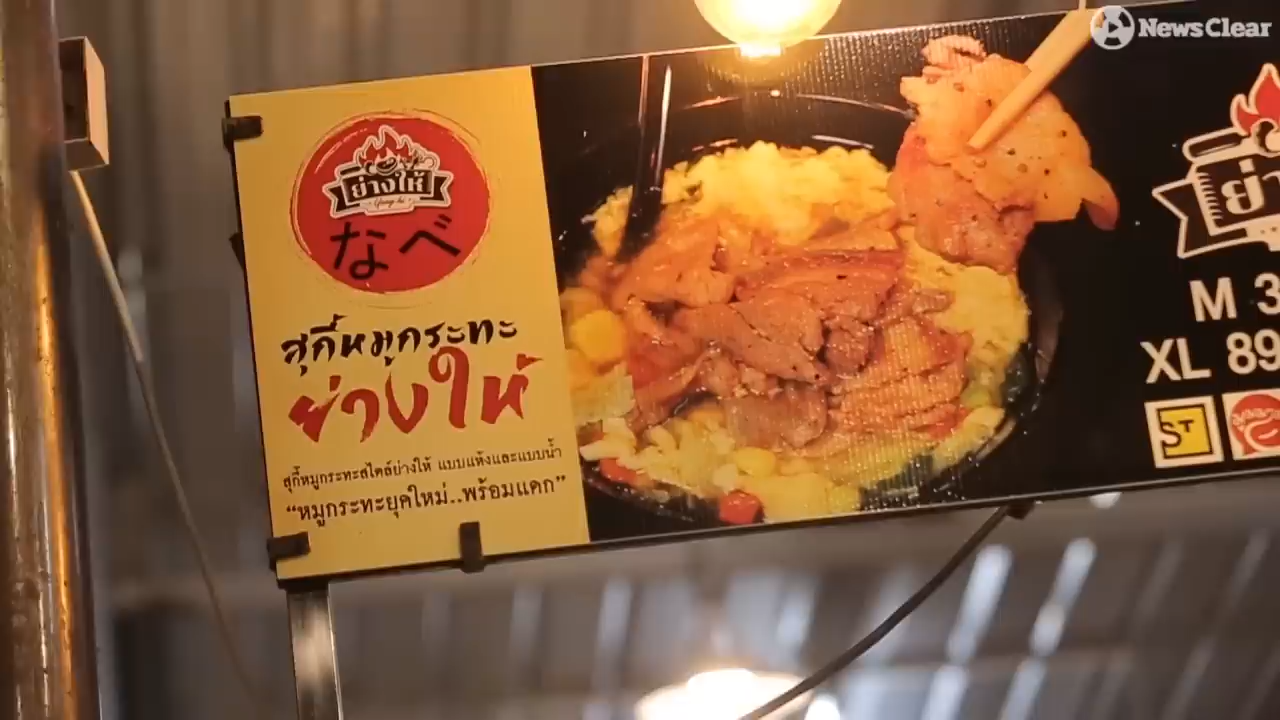 News Clear
ย่างให้
なべ
สุกี้หมูกระทะ
ย่างให้
สุกี้หมูกระทะสไตล์ย่างให้ แบบแห้งและแบบน้ำ
“หมูกระทะยุคใหม่..พร้อมแดก”
M 3
XL 89
ST